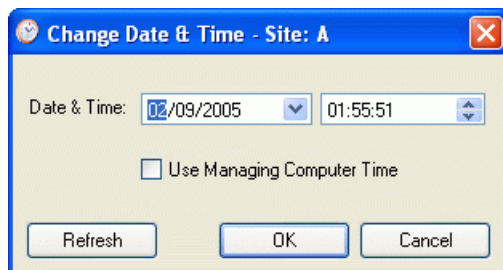 Change Date & Time - Site: A
Date & Time: 02/09/2005 01:55:51
Use Managing Computer Time
Refresh OK Cancel